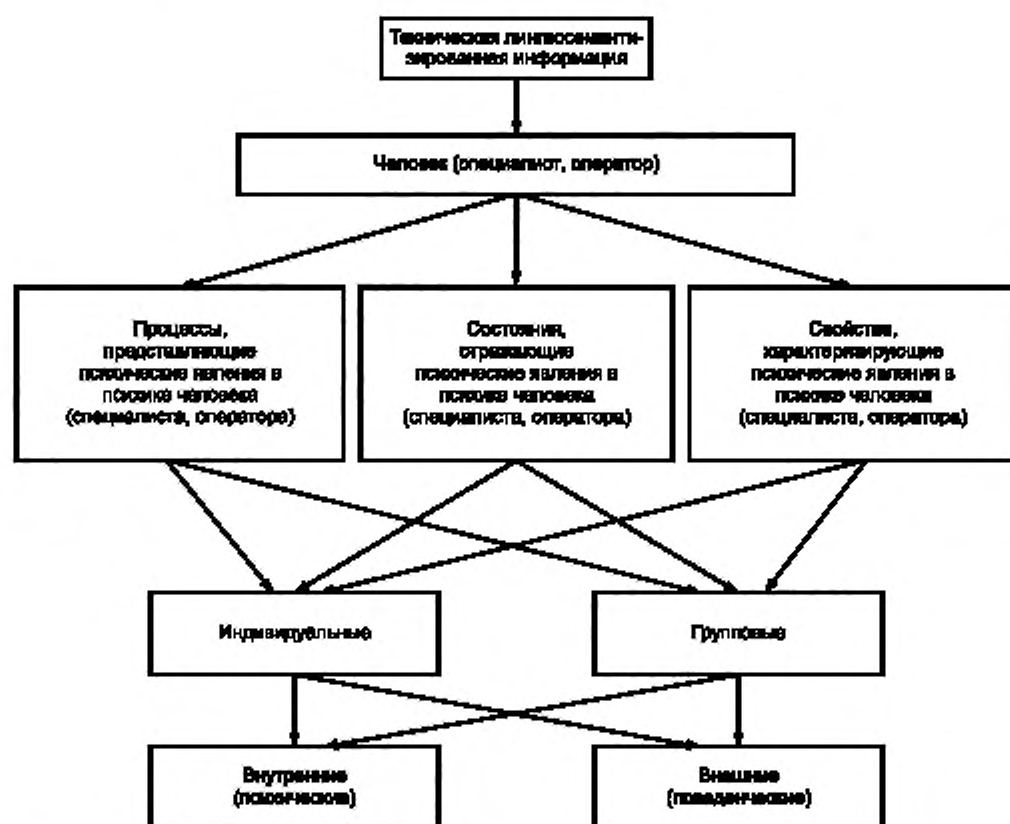 Техническая лингвосеманти-
зированная информация
Человек (специалист, оператор)
Процессы,
представляющие
психические явления в
психике человека
(специалиста, оператора)
Состояния,
отражающие
психические явления в
психике человека
(специалиста, оператора)
Свойства,
характеризирующие
психические явления в
психике человека
(специалиста, оператора)
Индивидуальные
Групповые
Внутренние
(психические)
Внешние
(поведенческие)